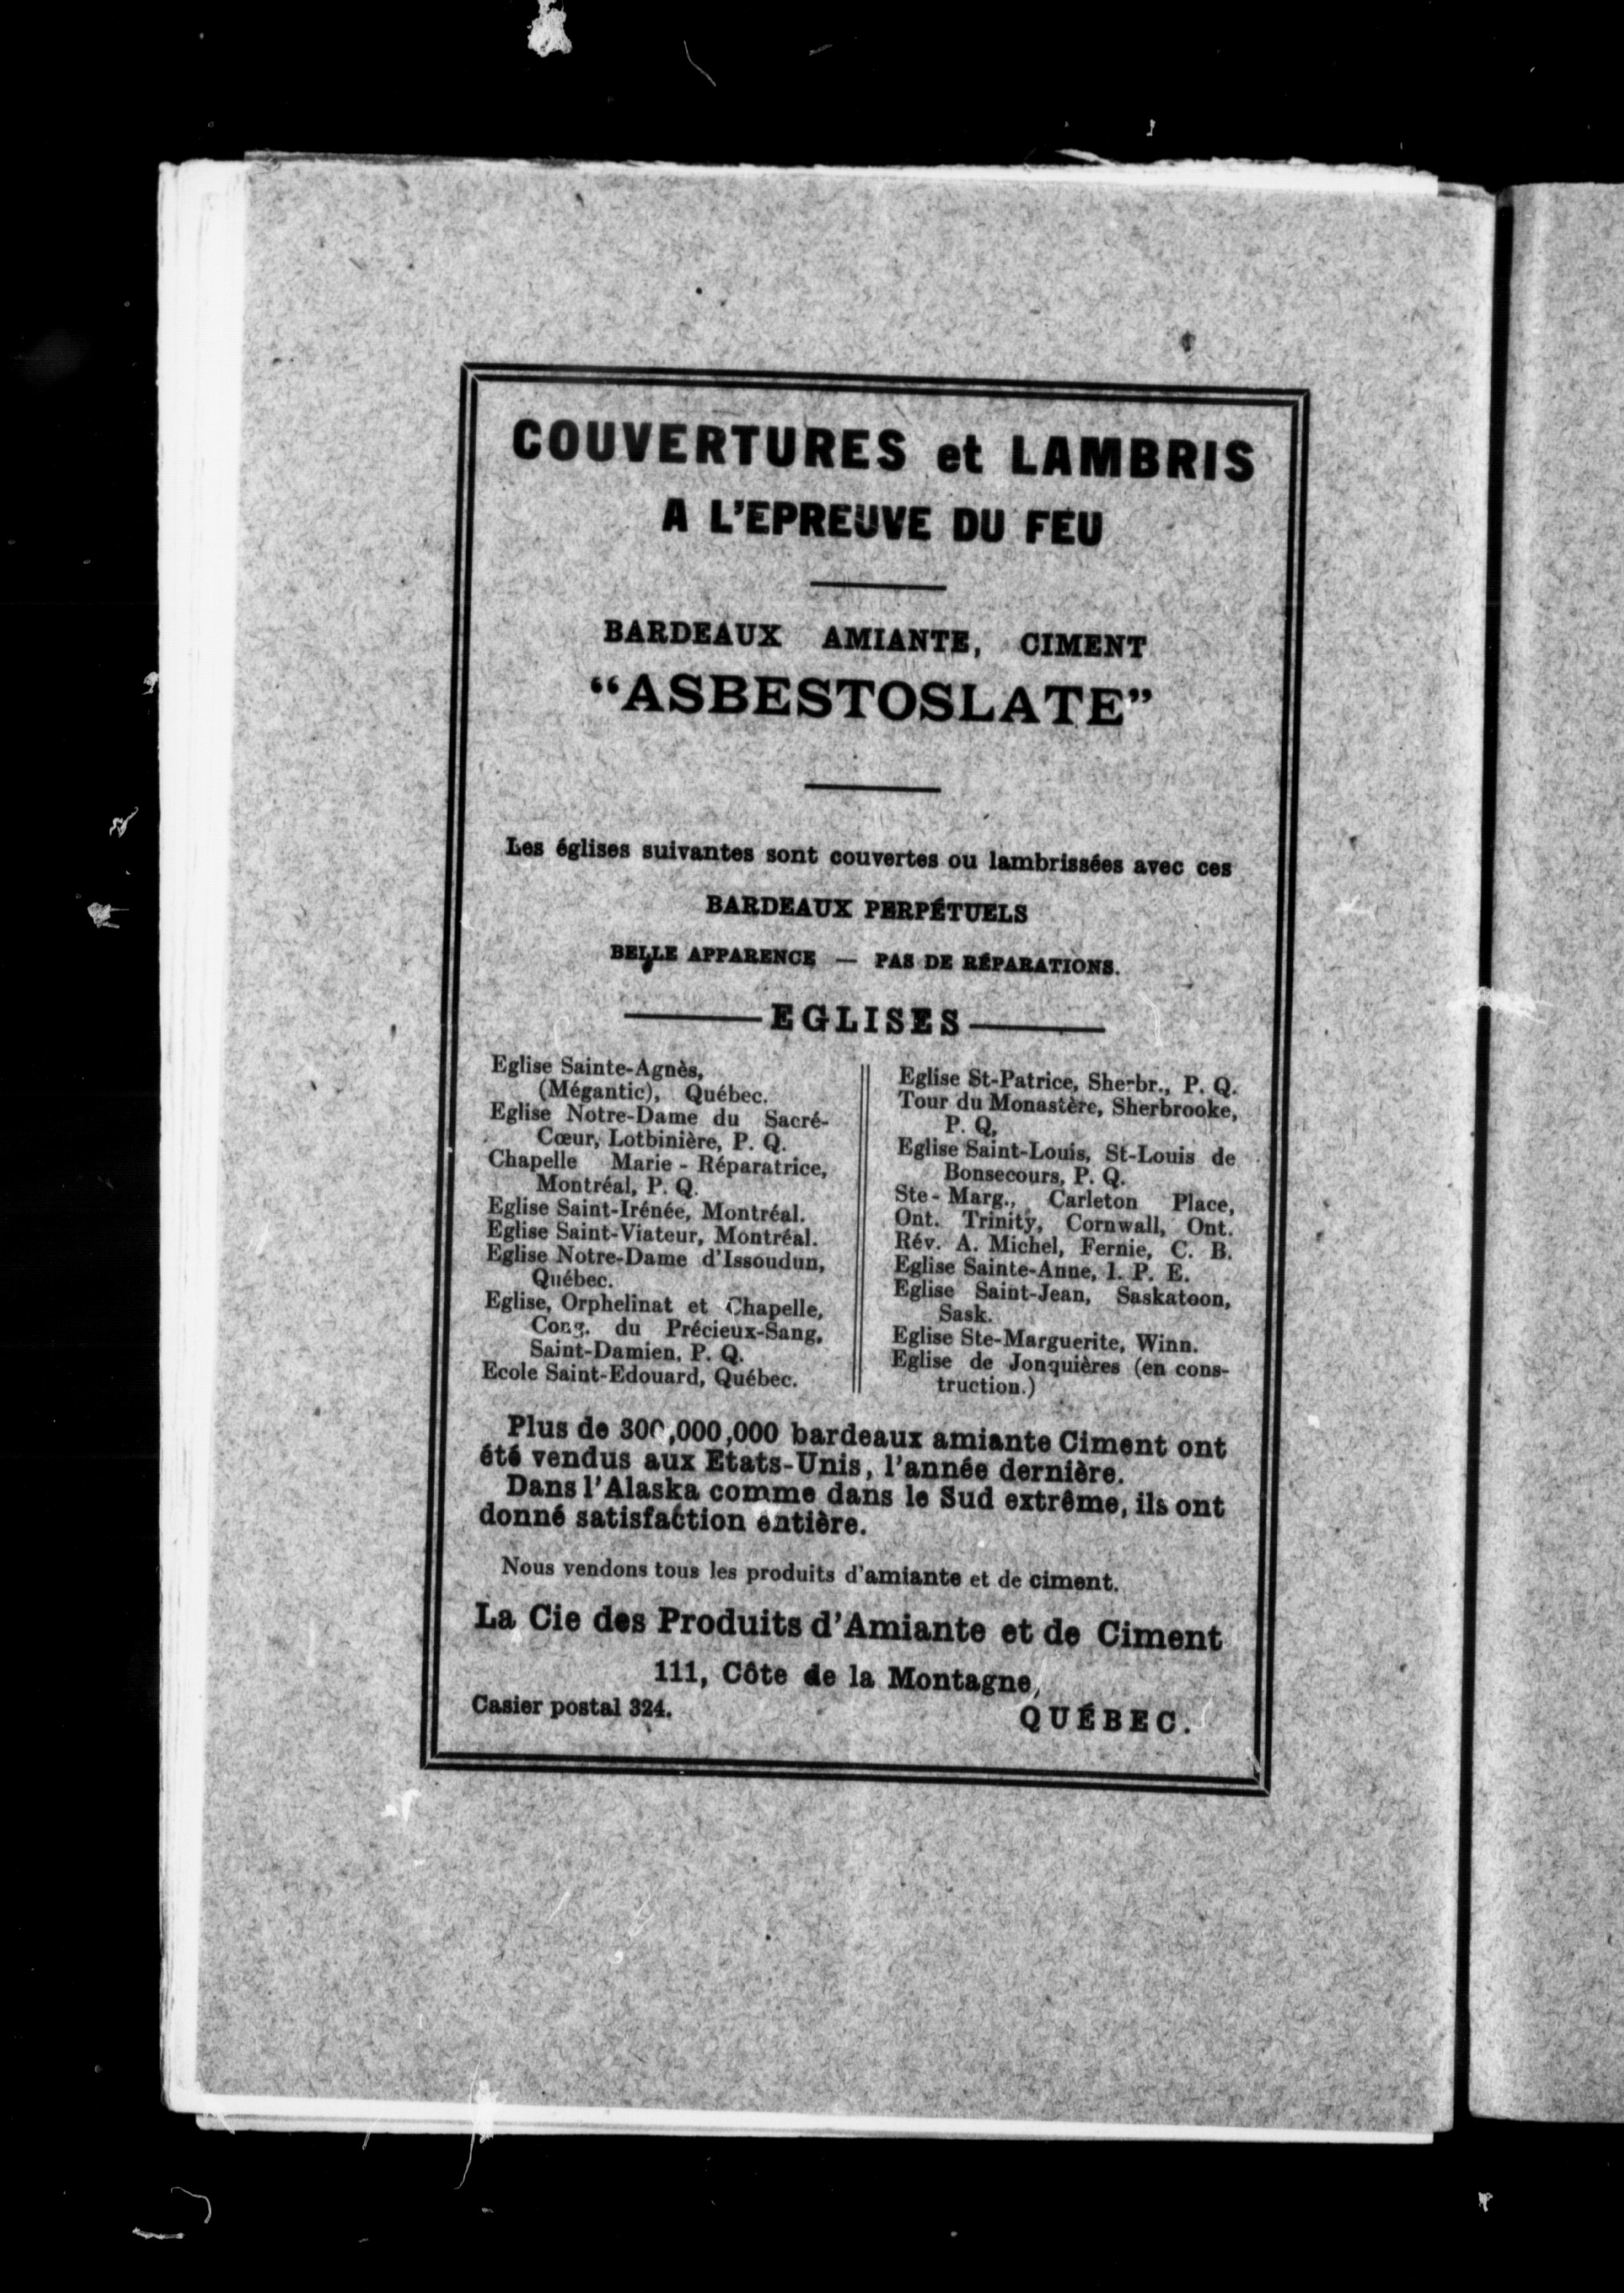 COUVERTURES et LAMBRIS
A L'EPREUVE DU FEU
BARDEAUX AMIANTE, CIMENT
“ASBESTOSLATE”
Les églises suivantes sont couvertes ou lambrissées avec ces
BARDEAUX PERPÉTUELS
BELLE APPARENCE — PAS DE RÉPARATIONS.
EGLISES
Eglise Sainte-Agnès,
(Mégantic), Québec.
Eglise Notre-Dame du Sacré-
Cœur, Lotbinière, P. Q.
Chapelle Marie - Réparatrice,
Montréal, P. Q.
Eglise Saint-Irénée, Montréal.
Eglise Saint-Viateur, Montréal.
Eglise Notre-Dame d'Issoudun,
Québec.
Eglise, Orphelinat et Chapelle,
Cong. du Précieux-Sang,
Saint-Damien, P. Q.
Ecole Saint-Edouard, Québec.
Eglise St-Patrice, Sherbr., P. Q.
Tour du Monastère, Sherbrooke,
P. Q.
Eglise Saint-Louis, St-Louis de
Bonsecours, P. Q.
Ste-Marg., Carleton Place,
Ont. Trinity, Cornwall, Ont.
Rév. A. Michel, Fernie, C. B.
Eglise Sainte-Anne, I. P. E.
Eglise Saint-Jean, Saskatoon,
Sask.
Eglise Ste-Marguerite, Winn.
Eglise de Jonquières (en cons-
truction.)
Plus de 300,000,000 bardeaux amiante Ciment ont
été vendus aux Etats-Unis, l'année dernière.
Dans l'Alaska comme dans le Sud extrême, ils ont
donné satisfaction entière.
Nous vendons tous les produits d'amiante et de ciment.
La Cie des Produits d'Amiante et de Ciment
111, Côte de la Montagne,
Casier postal 324.
QUÉBEC.